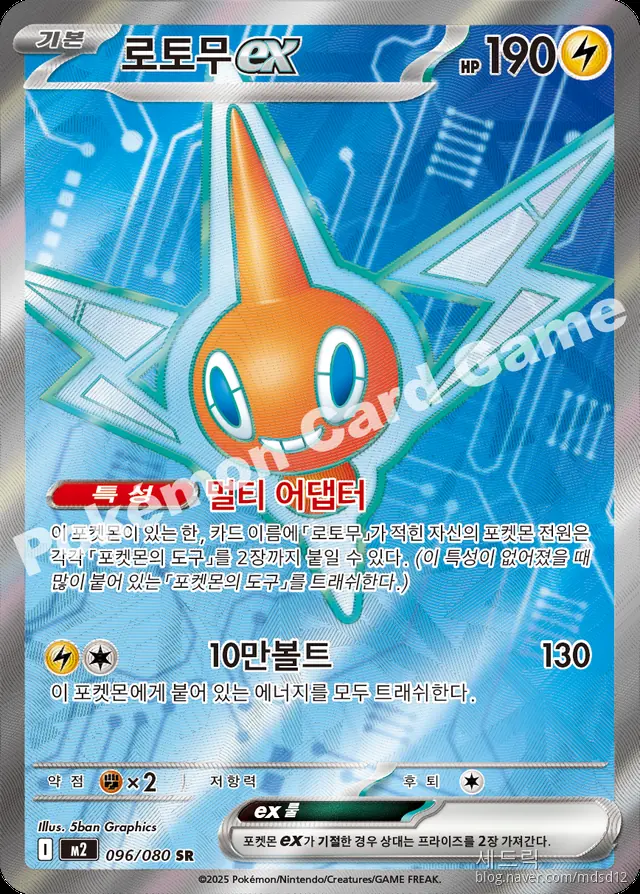 기본 로토무 ex HP 190
Pokémon Card Game
특성 멀티 어댑터
이 포켓몬이 있는 한, 카드 이름에 「로토무」가 적힌 자신의 포켓몬 전원은
각각 「포켓몬의 도구」를 2장까지 붙일 수 있다. (이 특성이 없어졌을 때
많이 붙어 있는 「포켓몬의 도구」를 트래쉬한다.)
10만볼트 130
이 포켓몬에게 붙어 있는 에너지를 모두 트래쉬한다.
약점 ×2 저항력 후퇴
Illus. 5ban Graphics
ex 룰
포켓몬 ex가 기절한 경우 상대는 프라이즈를 2장 가져간다.
I M2 096/080 SR
세드릭
blog.naver.com/mdsd12
©2025 Pokémon/Nintendo/Creatures/GAME FREAK.